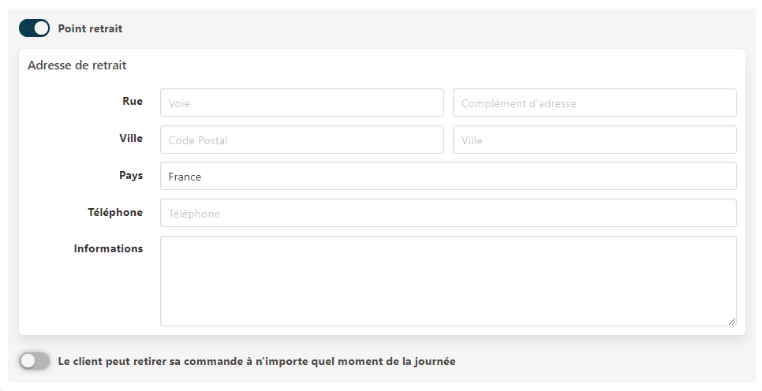 Point retrait
Adresse de retrait
Rue Voie Complément d'adresse
Ville Code Postal Ville
Pays France
Téléphone Téléphone
Informations
Le client peut retirer sa commande à n'importe quel moment de la journée